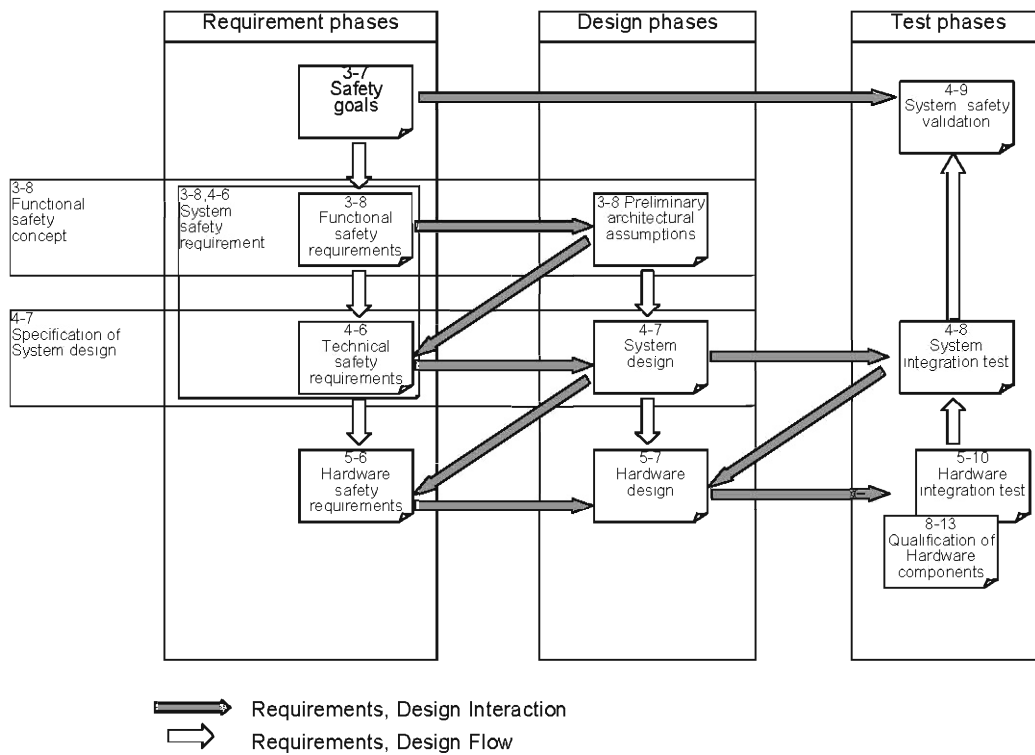 Requirement phases
Design phases
Test phases
3-7
Safety
goals
4-9
System safety
validation
3-8
Functional
safety
concept
3-8,4-6
System
safety
requirement
3-8
Functional
safety
requirements
3-8 Preliminary
architectural
assumptions
4-7
Specification of
System design
4-6
Technical
safety
requirements
4-7
System
design
4-8
System
integration test
5-6
Hardware
safety
requirements
5-7
Hardware
design
5-10
Hardware
integration test
8-13
Qualification of
Hardware
components
Requirements, Design Interaction
Requirements, Design Flow